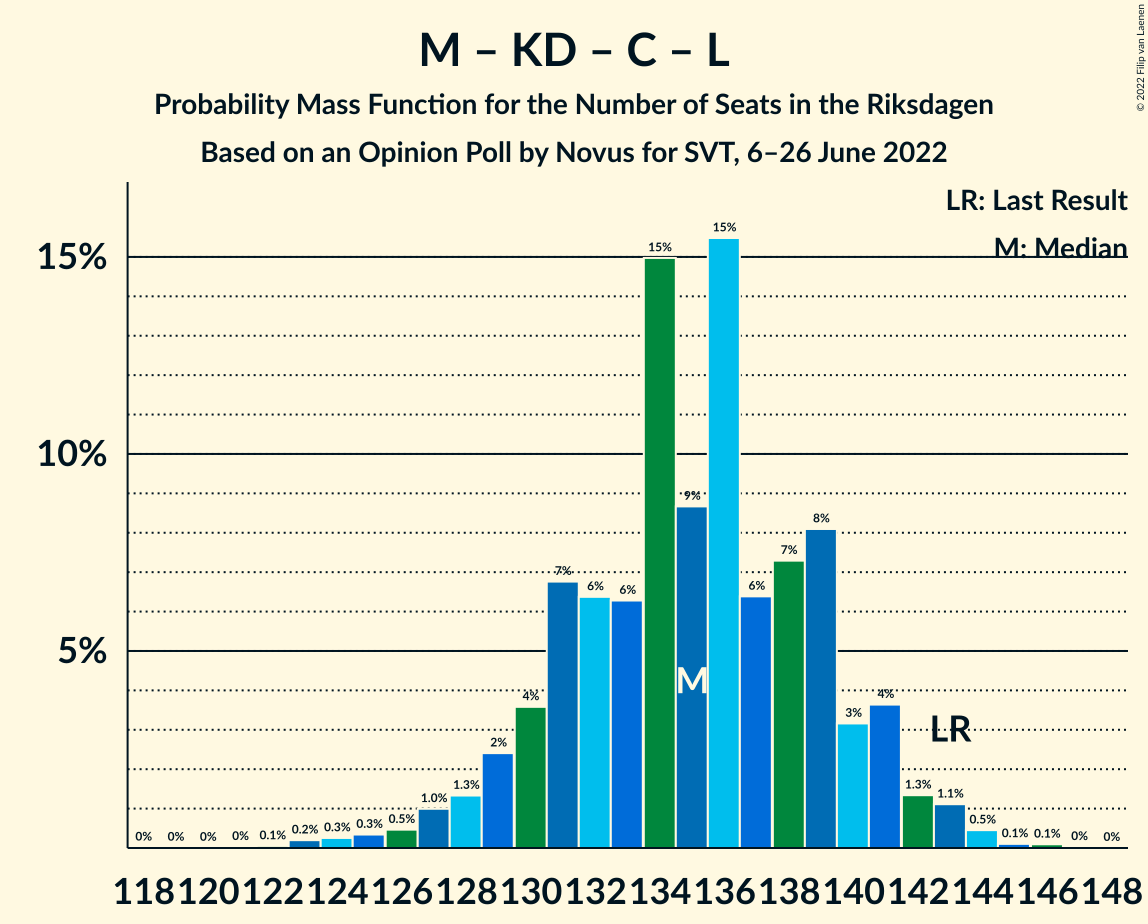 © 2022 Filip van Laenen
M – KD – C – L
Probability Mass Function for the Number of Seats in the Riksdagen
Based on an Opinion Poll by Novus for SVT, 6–26 June 2022
LR: Last Result
M: Median
15%
10%
5%
0% 0% 0% 0% 0.1% 0.2% 0.3% 0.3% 0.5% 1.0% 1.3% 2% 4% 7% 6% 6% 15% 9% 15% 6% 7% 8% 3% 4% 1.3% 1.1% 0.5% 0.1% 0.1% 0% 0%
M
LR
118 120 122 124 126 128 130 132 134 136 138 140 142 144 146 148